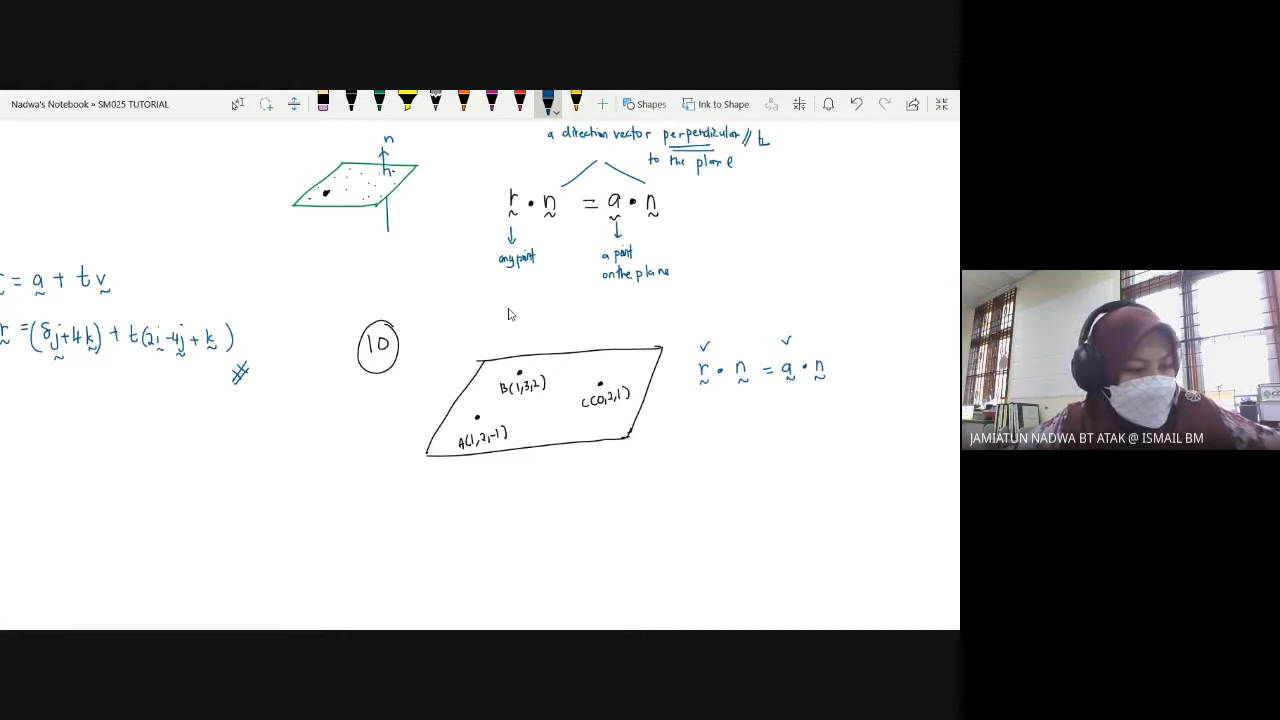 Nadwa's Notebook » SM025 TUTORIAL
Shapes
Ink to Shape
n
a direction vector perpendicular //
to the plane
r • n = a • n
any point
a point
on the plane
r = a + t v
r = (8j + 4k) + t(2i - 4j + k)
10
B(1,3,2)
C(0,2,1)
A(1,2,-1)
r • n = a • n
JAMIATUN NADWA BT ATAK @ ISMAIL BM